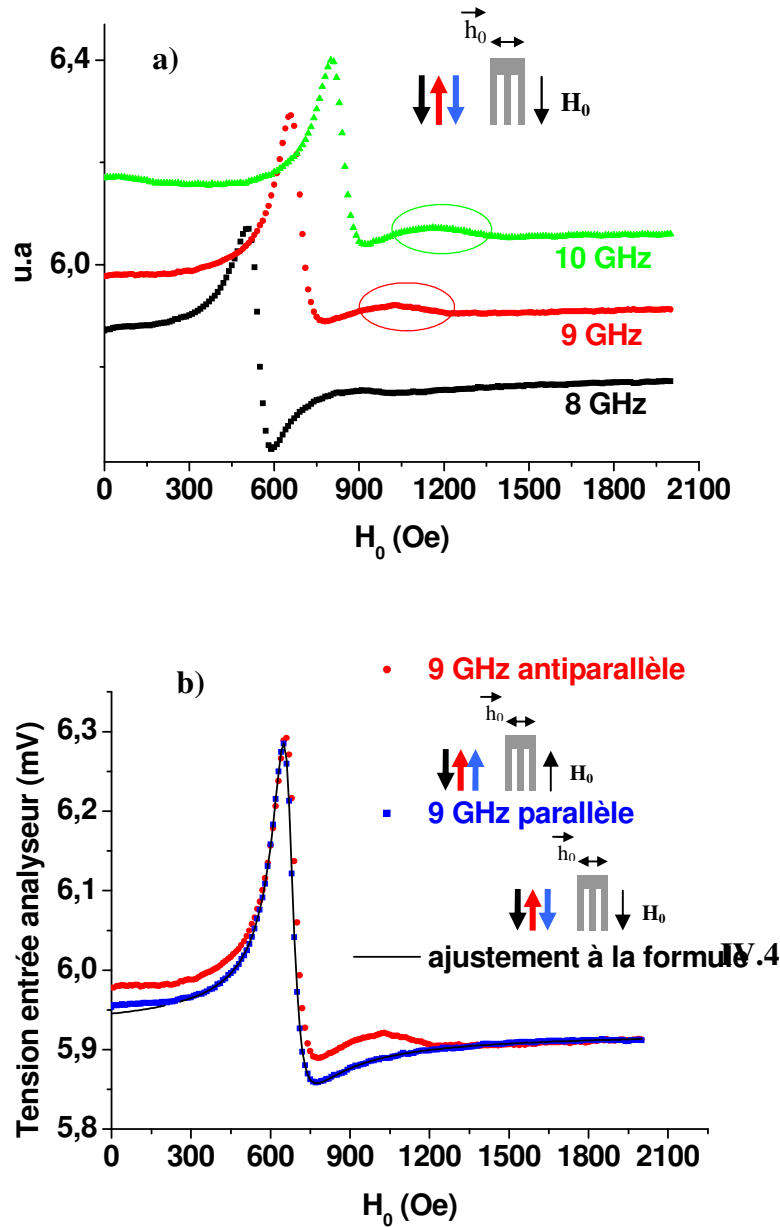 a)
h₀
H₀
6,4
6,0
u.a
10 GHz
9 GHz
8 GHz
0 300 600 900 1200 1500 1800 2100
H₀ (Oe)
b)
9 GHz antiparallèle
h₀
H₀
9 GHz parallèle
h₀
H₀
ajustement à la formule IV.4
6,3
6,2
6,1
6,0
5,9
5,8
Tension entrée analyseur (mV)
0 300 600 900 1200 1500 1800 2100
H₀ (Oe)